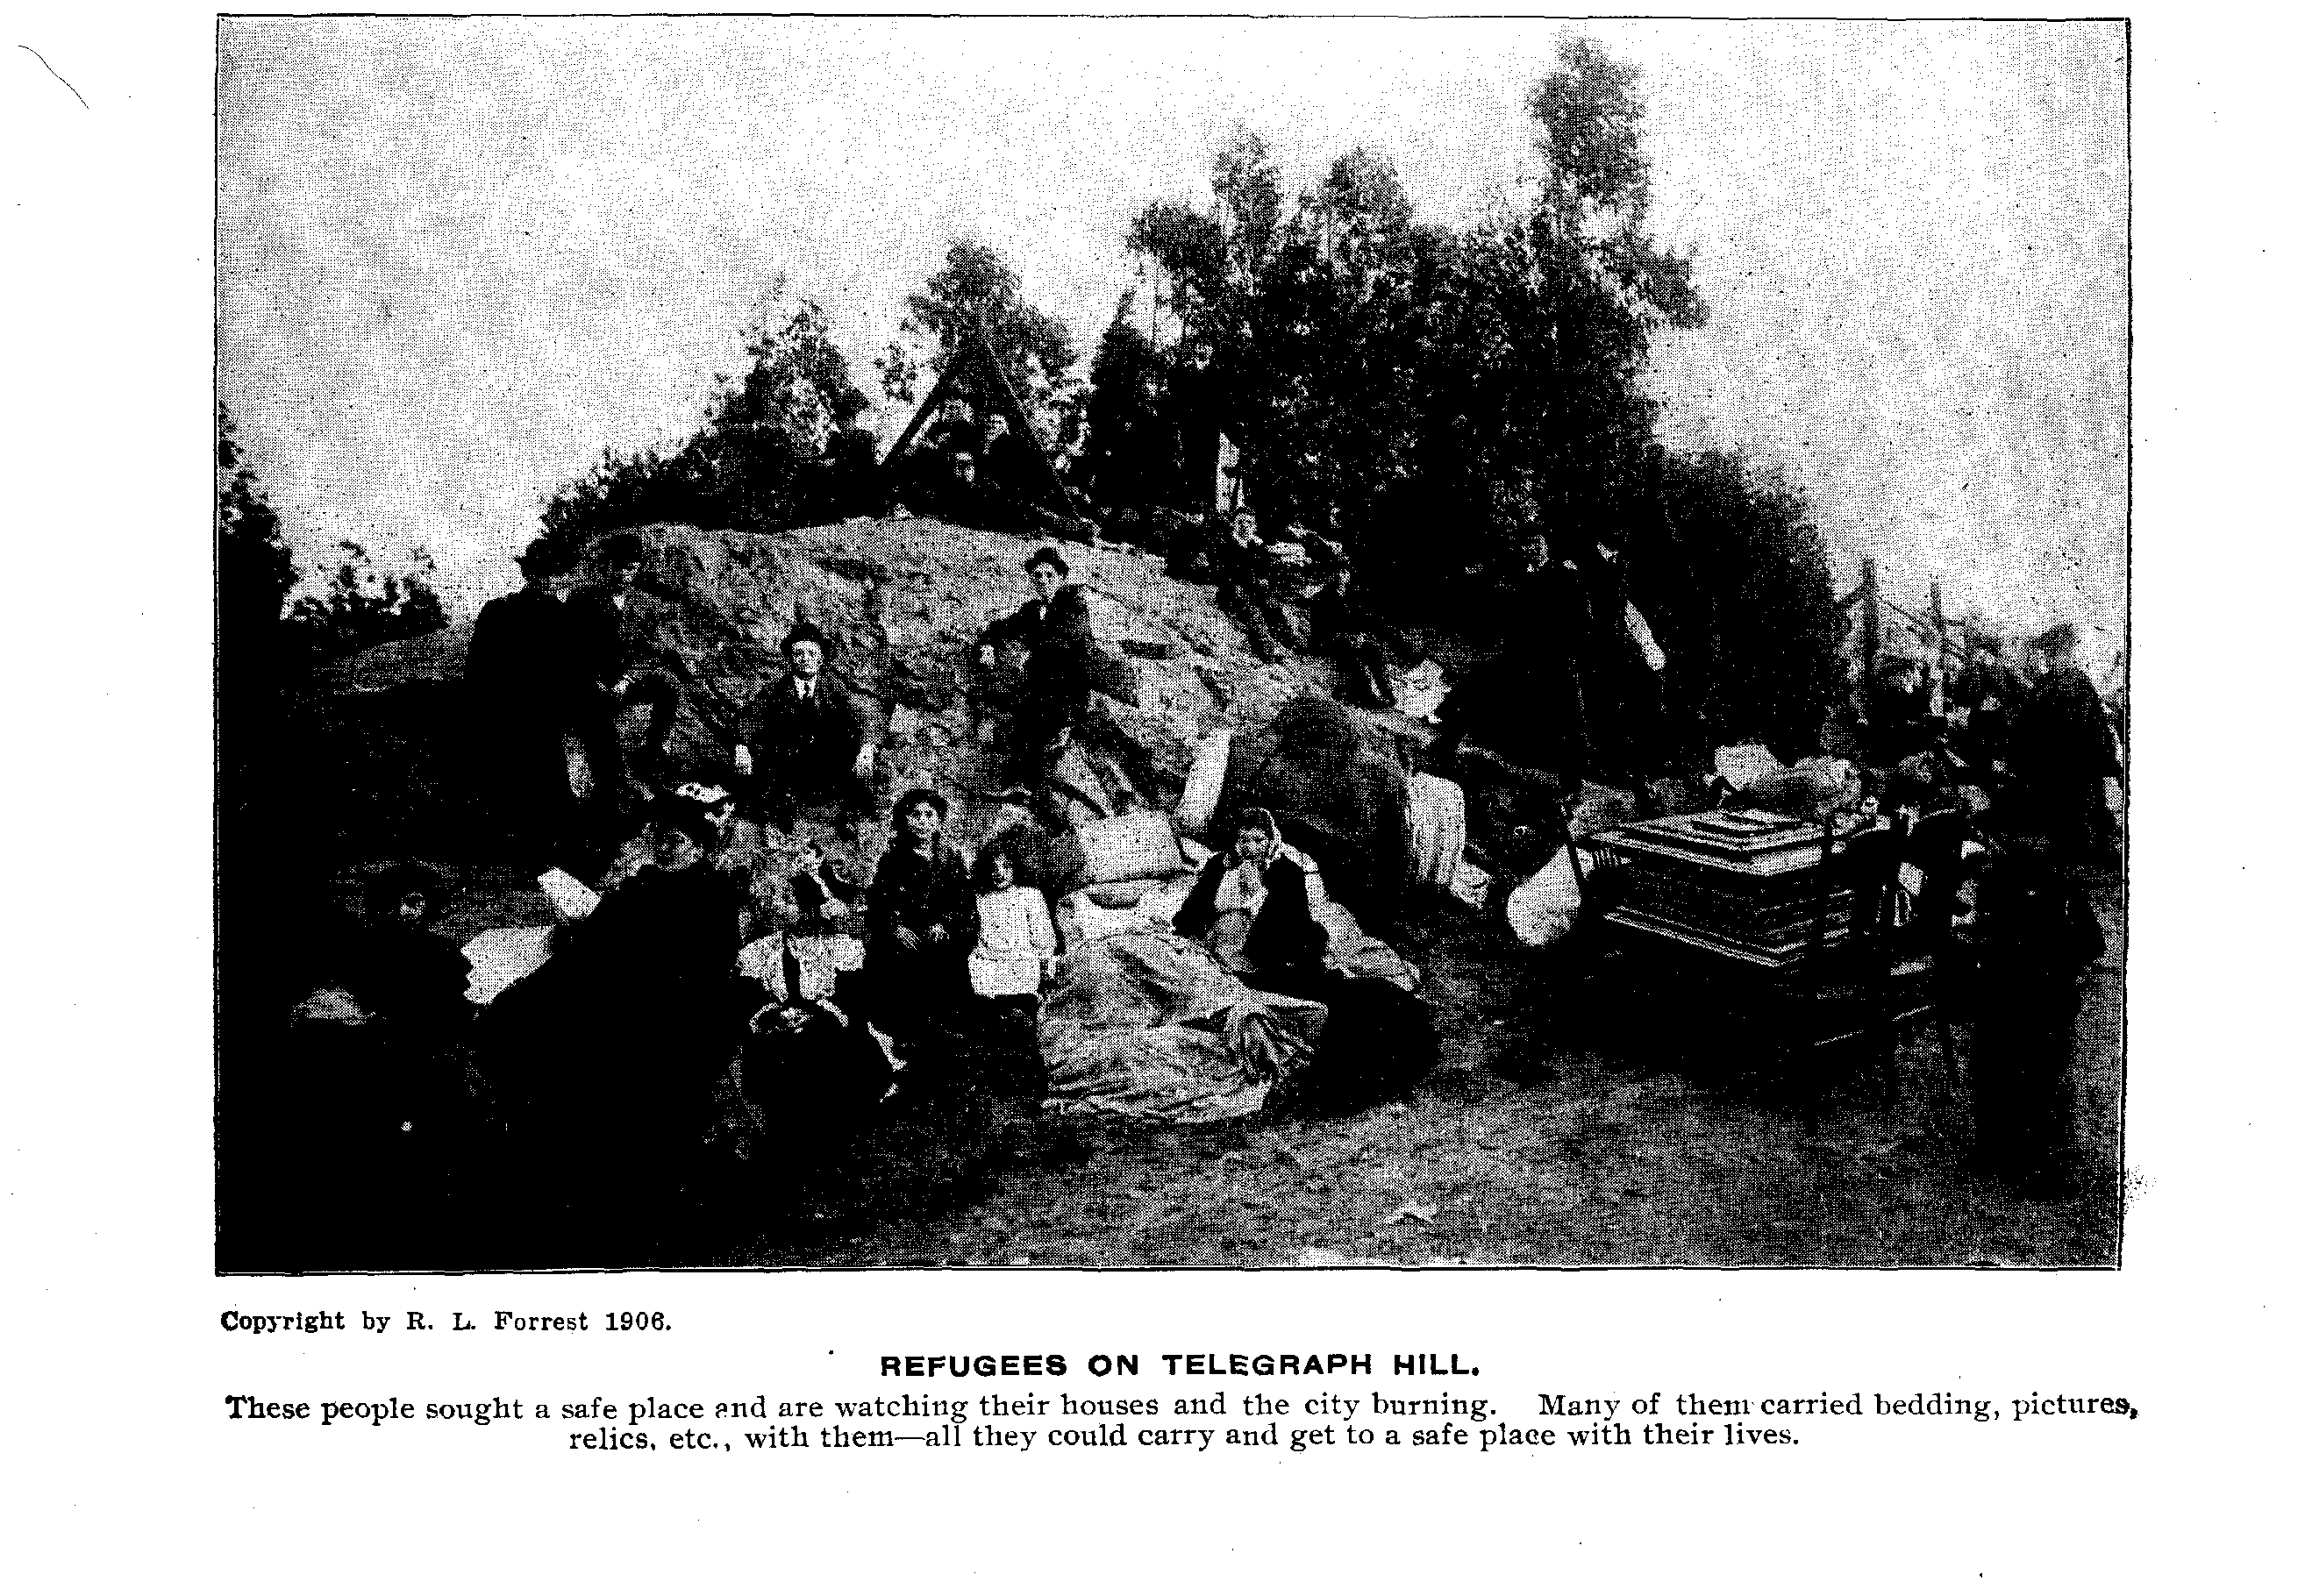 Copyright by R. L. Forrest 1906.
REFUGEES ON TELEGRAPH HILL.
These people sought a safe place and are watching their houses and the city burning. Many of them carried bedding, pictures,
relics, etc., with them—all they could carry and get to a safe place with their lives.